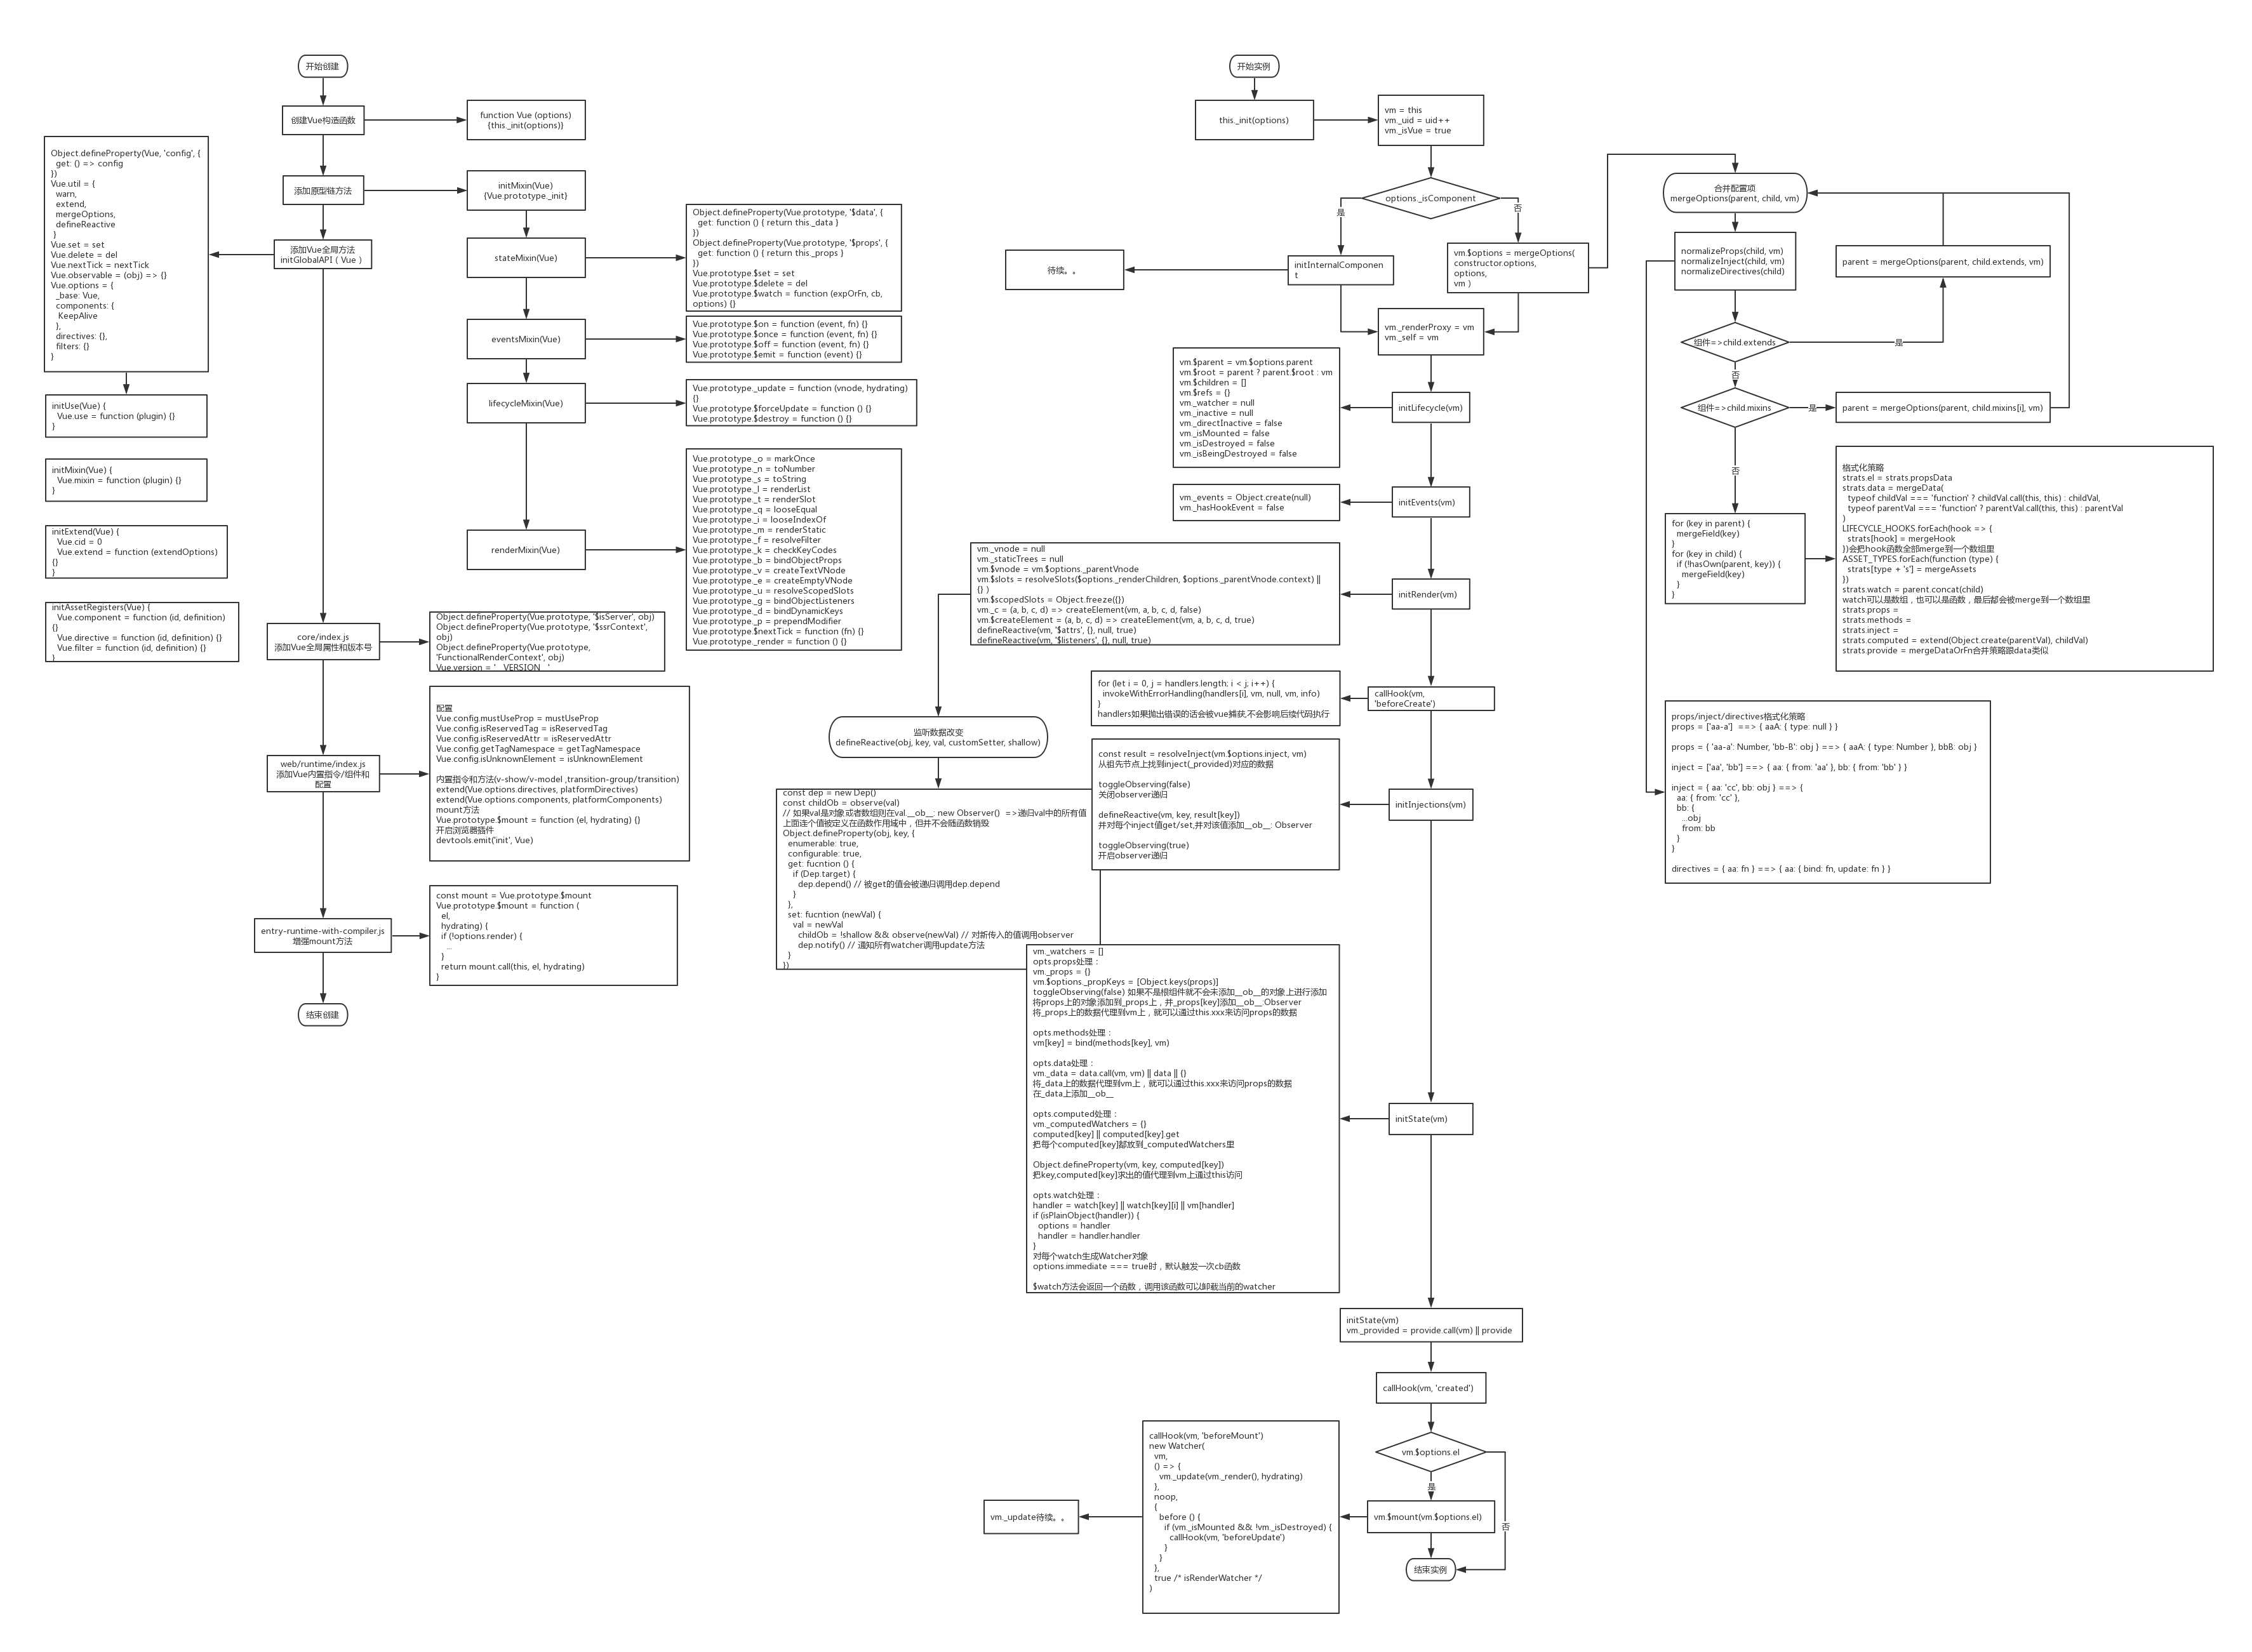 开始创建
创建Vue构造函数
function Vue (options)
{this._init(options)}
添加原型链方法
initMixin(Vue)
{Vue.prototype._init}
添加Vue全局方法
initGlobalAPI ( Vue )
Object.defineProperty(Vue, 'config', {
get: () => config
})
Vue.util = {
warn,
extend,
mergeOptions,
defineReactive
}
Vue.set = set
Vue.delete = del
Vue.nextTick = nextTick
Vue.observable = (obj) => {}
Vue.options = {
_base: Vue,
components: {
KeepAlive
},
directives: {},
filters: {}
}
initUse(Vue) {
Vue.use = function (plugin) {}
}
initMixin(Vue) {
Vue.mixin = function (plugin) {}
}
initExtend(Vue) {
Vue.cid = 0
Vue.extend = function (extendOptions)
{}
}
initAssetRegisters(Vue) {
Vue.component = function (id, definition)
{}
Vue.directive = function (id, definition) {}
Vue.filter = function (id, definition) {}
}
stateMixin(Vue)
Object.defineProperty(Vue.prototype, '$data', {
get: function () { return this._data }
})
Object.defineProperty(Vue.prototype, '$props', {
get: function () { return this._props }
})
Vue.prototype.$set = set
Vue.prototype.$delete = del
Vue.prototype.$watch = function (expOrFn, cb,
options) {}
eventsMixin(Vue)
Vue.prototype.$on = function (event, fn) {}
Vue.prototype.$once = function (event, fn) {}
Vue.prototype.$off = function (event, fn) {}
Vue.prototype.$emit = function (event) {}
lifecycleMixin(Vue)
Vue.prototype._update = function (vnode, hydrating)
{}
Vue.prototype.$forceUpdate = function () {}
Vue.prototype.$destroy = function () {}
renderMixin(Vue)
Vue.prototype._o = markOnce
Vue.prototype._n = toNumber
Vue.prototype._s = toString
Vue.prototype._l = renderList
Vue.prototype._t = renderSlot
Vue.prototype._q = looseEqual
Vue.prototype._i = looseIndexOf
Vue.prototype._m = renderStatic
Vue.prototype._f = resolveFilter
Vue.prototype._k = checkKeyCodes
Vue.prototype._b = bindObjectProps
Vue.prototype._v = createTextVNode
Vue.prototype._e = createEmptyVNode
Vue.prototype._u = resolveScopedSlots
Vue.prototype._g = bindObjectListeners
Vue.prototype._d = bindDynamicKeys
Vue.prototype._p = prependModifier
Vue.prototype.$nextTick = function (fn) {}
Vue.prototype._render = function () {}
core/index.js
添加Vue全局属性和版本号
Object.defineProperty(Vue.prototype, '$isServer', obj)
Object.defineProperty(Vue.prototype, '$ssrContext',
obj)
Object.defineProperty(Vue.prototype,
'FunctionalRenderContext', obj)
Vue.version = '__VERSION__'
web/runtime/index.js
添加Vue内置指令/组件和
配置
配置
Vue.config.mustUseProp = mustUseProp
Vue.config.isReservedTag = isReservedTag
Vue.config.isReservedAttr = isReservedAttr
Vue.config.getTagNamespace = getTagNamespace
Vue.config.isUnknownElement = isUnknownElement
内置指令和方法(v-show/v-model ,transition-group/transition)
extend(Vue.options.directives, platformDirectives)
extend(Vue.options.components, platformComponents)
mount方法
Vue.prototype.$mount = function (el, hydrating) {}
开启浏览器插件
devtools.emit('init', Vue)
entry-runtime-with-compiler.js
增强mount方法
const mount = Vue.prototype.$mount
Vue.prototype.$mount = function (
el,
hydrating) {
if (!options.render) {
...
}
return mount.call(this, el, hydrating)
}
结束创建
开始实例
this._init(options)
vm = this
vm._uid = uid++
vm._isVue = true
options._isComponent
是
否
initInternalComponen
t
待续。。
vm.$options = mergeOptions(
constructor.options,
options,
vm )
vm._renderProxy = vm
vm._self = vm
initLifecycle(vm)
vm.$parent = vm.$options.parent
vm.$root = parent ? parent.$root : vm
vm.$children = []
vm.$refs = {}
vm._watcher = null
vm._inactive = null
vm._directInactive = false
vm._isMounted = false
vm._isDestroyed = false
vm._isBeingDestroyed = false
initEvents(vm)
vm._events = Object.create(null)
vm._hasHookEvent = false
initRender(vm)
vm._vnode = null
vm._staticTrees = null
vm.$vnode = vm.$options._parentVnode
vm.$slots = resolveSlots($options._renderChildren, $options._parentVnode.context) ||
{} )
vm.$scopedSlots = Object.freeze({})
vm._c = (a, b, c, d) => createElement(vm, a, b, c, d, false)
vm.$createElement = (a, b, c, d) => createElement(vm, a, b, c, d, true)
defineReactive(vm, '$attrs', {}, null, true)
defineReactive(vm, '$listeners', {}, null, true)
callHook(vm,
'beforeCreate')
for (let i = 0, j = handlers.length; i < j; i++) {
invokeWithErrorHandling(handlers[i], vm, null, vm, info)
}
handlers如果抛出错误的话会被vue捕获,不会影响后续代码执行
监听数据改变
defineReactive(obj, key, val, customSetter, shallow)
const dep = new Dep()
const childOb = observe(val)
// 如果val是对象或者数组则在val.__ob__: new Observer() =>递归val中的所有值
上面连个值被定义在函数作用域中，但并不会随函数销毁
Object.defineProperty(obj, key, {
enumerable: true,
configurable: true,
get: fucntion () {
if (Dep.target) {
dep.depend() // 被get的值会被递归调用dep.depend
}
},
set: fucntion (newVal) {
val = newVal
childOb = !shallow && observe(newVal) // 对新传入的值调用observer
dep.notify() // 通知所有watcher调用update方法
}
})
initInjections(vm)
const result = resolveInject(vm.$options.inject, vm)
从祖先节点上找到inject(_provided)对应的数据
toggleObserving(false)
关闭observer递归
defineReactive(vm, key, result[key])
并对每个inject值get/set,并对该值添加__ob__: Observer
toggleObserving(true)
开启observer递归
initState(vm)
vm._watchers = []
opts.props处理：
vm._props = {}
vm.$options._propKeys = [Object.keys(props)]
toggleObserving(false) 如果不是根组件就不会未添加__ob__的对象上进行添加
将props上的对象添加到_props上，并_props[key]添加__ob__:Observer
将_props上的数据代理到vm上，就可以通过this.xxx来访问props的数据
opts.methods处理：
vm[key] = bind(methods[key], vm)
opts.data处理：
vm._data = data.call(vm, vm) || data || {}
将_data上的数据代理到vm上，就可以通过this.xxx来访问props的数据
在_data上添加__ob__
opts.computed处理：
vm._computedWatchers = {}
computed[key] || computed[key].get
把每个computed[key]都放到_computedWatchers里
Object.defineProperty(vm, key, computed[key])
把key,computed[key]求出的值代理到vm上通过this访问
opts.watch处理：
handler = watch[key] || watch[key][i] || vm[handler]
if (isPlainObject(handler)) {
options = handler
handler = handler.handler
}
对每个watch生成Watcher对象
options.immediate === true时，默认触发一次cb函数
$watch方法会返回一个函数，调用该函数可以卸载当前的watcher
initState(vm)
vm._provided = provide.call(vm) || provide
callHook(vm, 'created')
vm.$options.el
是
否
vm.$mount(vm.$options.el)
callHook(vm, 'beforeMount')
new Watcher(
vm,
() => {
vm._update(vm._render(), hydrating)
},
noop,
{
before () {
if (vm._isMounted && !vm._isDestroyed) {
callHook(vm, 'beforeUpdate')
}
}
},
true /* isRenderWatcher */
)
vm._update待续。。
结束实例
合并配置项
mergeOptions(parent, child, vm)
normalizeProps(child, vm)
normalizeInject(child, vm)
normalizeDirectives(child)
parent = mergeOptions(parent, child.extends, vm)
组件=>child.extends
是
否
组件=>child.mixins
是
parent = mergeOptions(parent, child.mixins[i], vm)
否
for (key in parent) {
mergeField(key)
}
for (key in child) {
if (!hasOwn(parent, key)) {
mergeField(key)
}
}
格式化策略
strats.el = strats.propsData
strats.data = mergeData(
typeof childVal === 'function' ? childVal.call(this, this) : childVal,
typeof parentVal === 'function' ? parentVal.call(this, this) : parentVal
)
LIFECYCLE_HOOKS.forEach(hook => {
strats[hook] = mergeHook
})会把hook函数全部merge到一个数组里
ASSET_TYPES.forEach(function (type) {
strats[type + 's'] = mergeAssets
})
strats.watch = parent.concat(child)
watch可以是数组，也可以是函数，最后都会被merge到一个数组里
strats.props =
strats.methods =
strats.inject =
strats.computed = extend(Object.create(parentVal), childVal)
strats.provide = mergeDataOrFn合并策略跟data类似
props/inject/directives格式化策略
props = ['aa-a'] ==> { aaA: { type: null } }
props = { 'aa-a': Number, 'bb-B': obj } ==> { aaA: { type: Number }, bbB: obj }
inject = ['aa', 'bb'] ==> { aa: { from: 'aa' }, bb: { from: 'bb' } }
inject = { aa: 'cc', bb: obj } ==> {
aa: { from: 'cc' },
bb: {
...obj
from: bb
}
}
directives = { aa: fn } ==> { aa: { bind: fn, update: fn } }